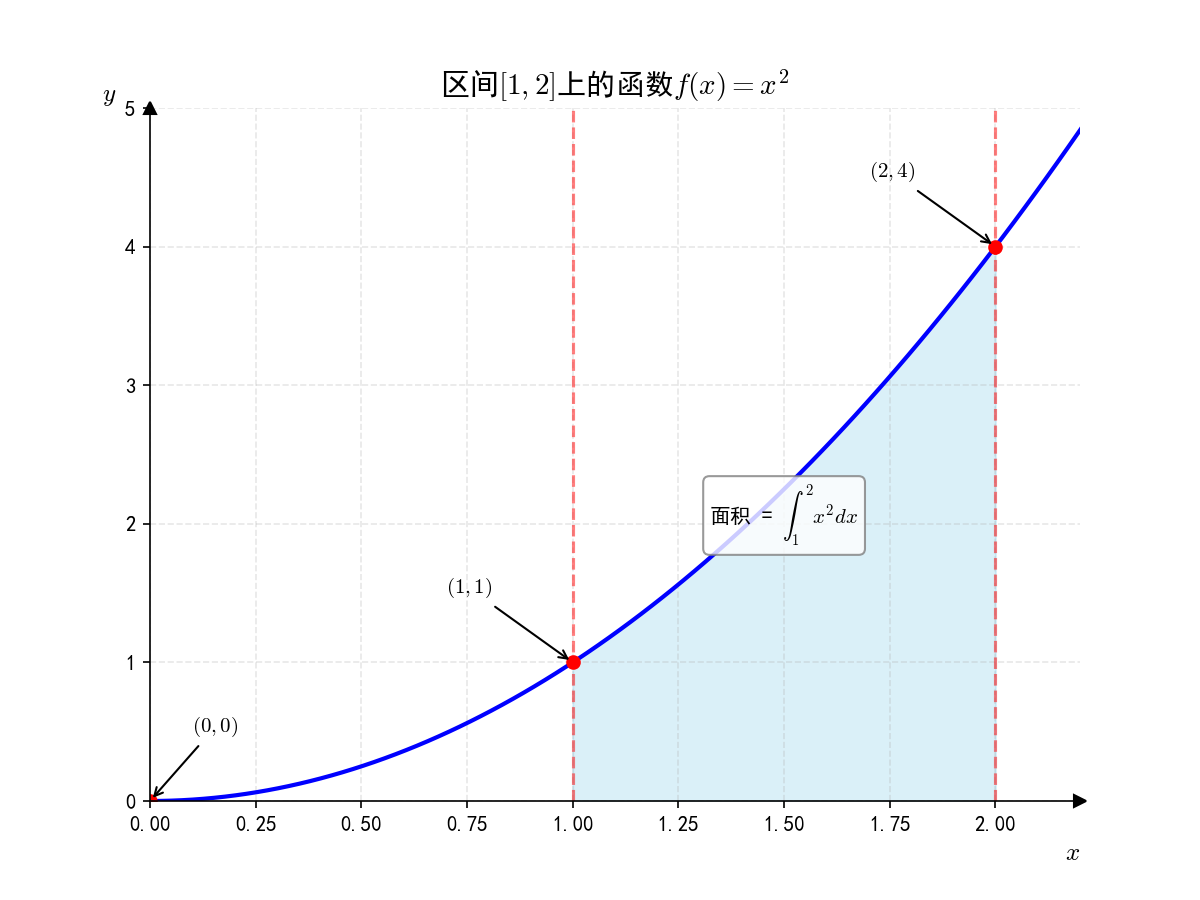 区间[1, 2]上的函数f(x) = x²
y
5
(2, 4)
4
3
面积 = ∫₁² x²dx
2
(1, 1)
1
(0, 0)
0
0.00 0.25 0.50 0.75 1.00 1.25 1.50 1.75 2.00
x